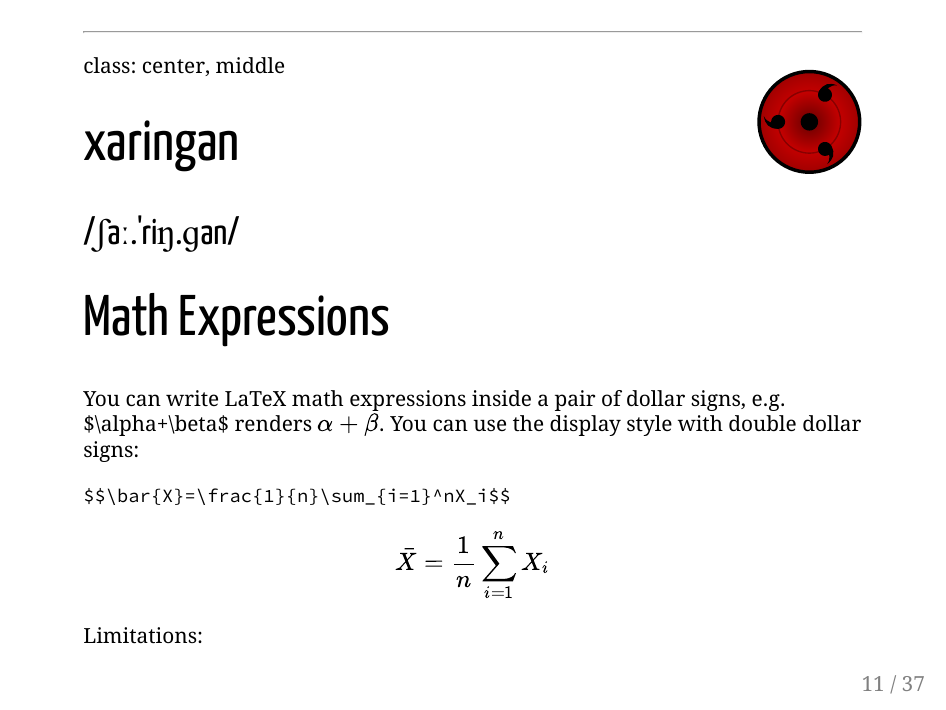 class: center, middle
xaringan
/ʃaː.'riŋ.ɡan/
Math Expressions
You can write LaTeX math expressions inside a pair of dollar signs, e.g.
$\alpha+\beta$ renders α + β. You can use the display style with double dollar
signs:
$$\bar{X}=\frac{1}{n}\sum_{i=1}^nX_i$$
X̄ = 1/n ∑_{i=1}^n X_i
Limitations:
11 / 37